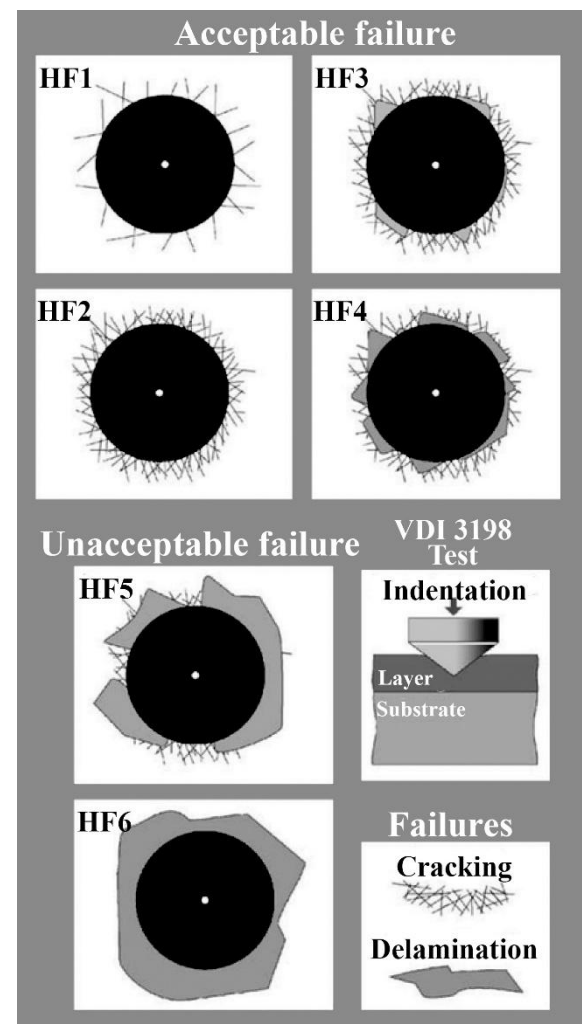 Acceptable failure
HF1
HF3
HF2
HF4
Unacceptable failure
HF5
VDI 3198
Test
Indentation
Layer
Substrate
HF6
Failures
Cracking
Delamination